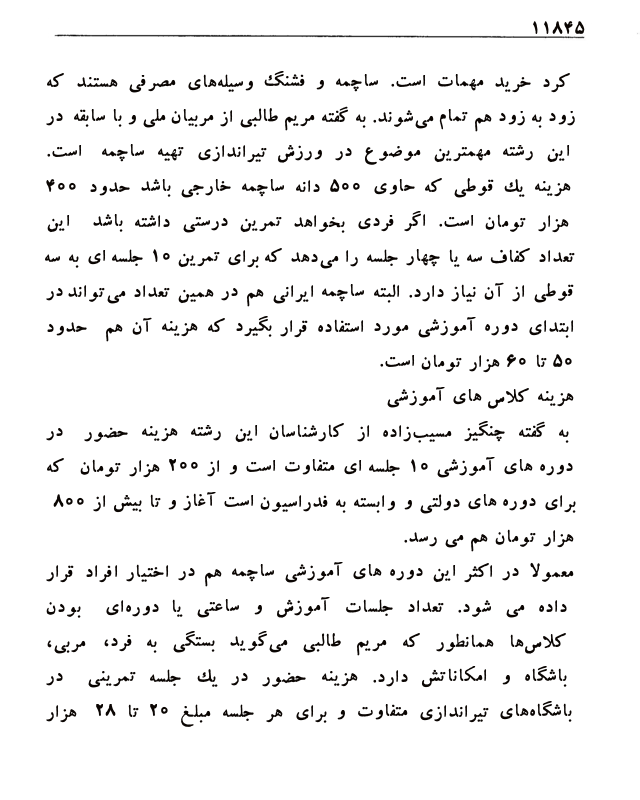 ۱۱۸۴۵
کرد خرید مهمات است. ساچمه و فشنگ وسیله‌های مصرفی هستند که
زود به زود هم تمام می‌شوند. به گفته مریم طالبی از مربیان ملی و با سابقه در
این رشته مهمترین موضوع در ورزش تیراندازی تهیه ساچمه است.
هزینه یك قوطی که حاوی ۵۰۰ دانه ساچمه خارجی باشد حدود ۴۰۰
هزار تومان است. اگر فردی بخواهد تمرین درستی داشته باشد این
تعداد کفاف سه یا چهار جلسه را می‌دهد که برای تمرین ۱۰ جلسه ای به سه
قوطی از آن نیاز دارد. البته ساچمه ایرانی هم در همین تعداد می‌تواند در
ابتدای دوره آموزشی مورد استفاده قرار بگیرد که هزینه آن هم حدود
۵۰ تا ۶۰ هزار تومان است.
هزینه کلاس های آموزشی
به گفته چنگیز مسیب‌زاده از کارشناسان این رشته هزینه حضور در
دوره های آموزشی ۱۰ جلسه ای متفاوت است و از ۲۰۰ هزار تومان که
برای دوره های دولتی و وابسته به فدراسیون است آغاز و تا بیش از ۸۰۰
هزار تومان هم می رسد.
معمولا در اکثر این دوره های آموزشی ساچمه هم در اختیار افراد قرار
داده می شود. تعداد جلسات آموزش و ساعتی یا دوره‌ای بودن
کلاس‌ها همانطور که مریم طالبی می‌گوید بستگی به فرد، مربی،
باشگاه و امکاناتش دارد. هزینه حضور در یك جلسه تمرینی در
باشگاه‌های تیراندازی متفاوت و برای هر جلسه مبلغ ۲۰ تا ۲۸ هزار